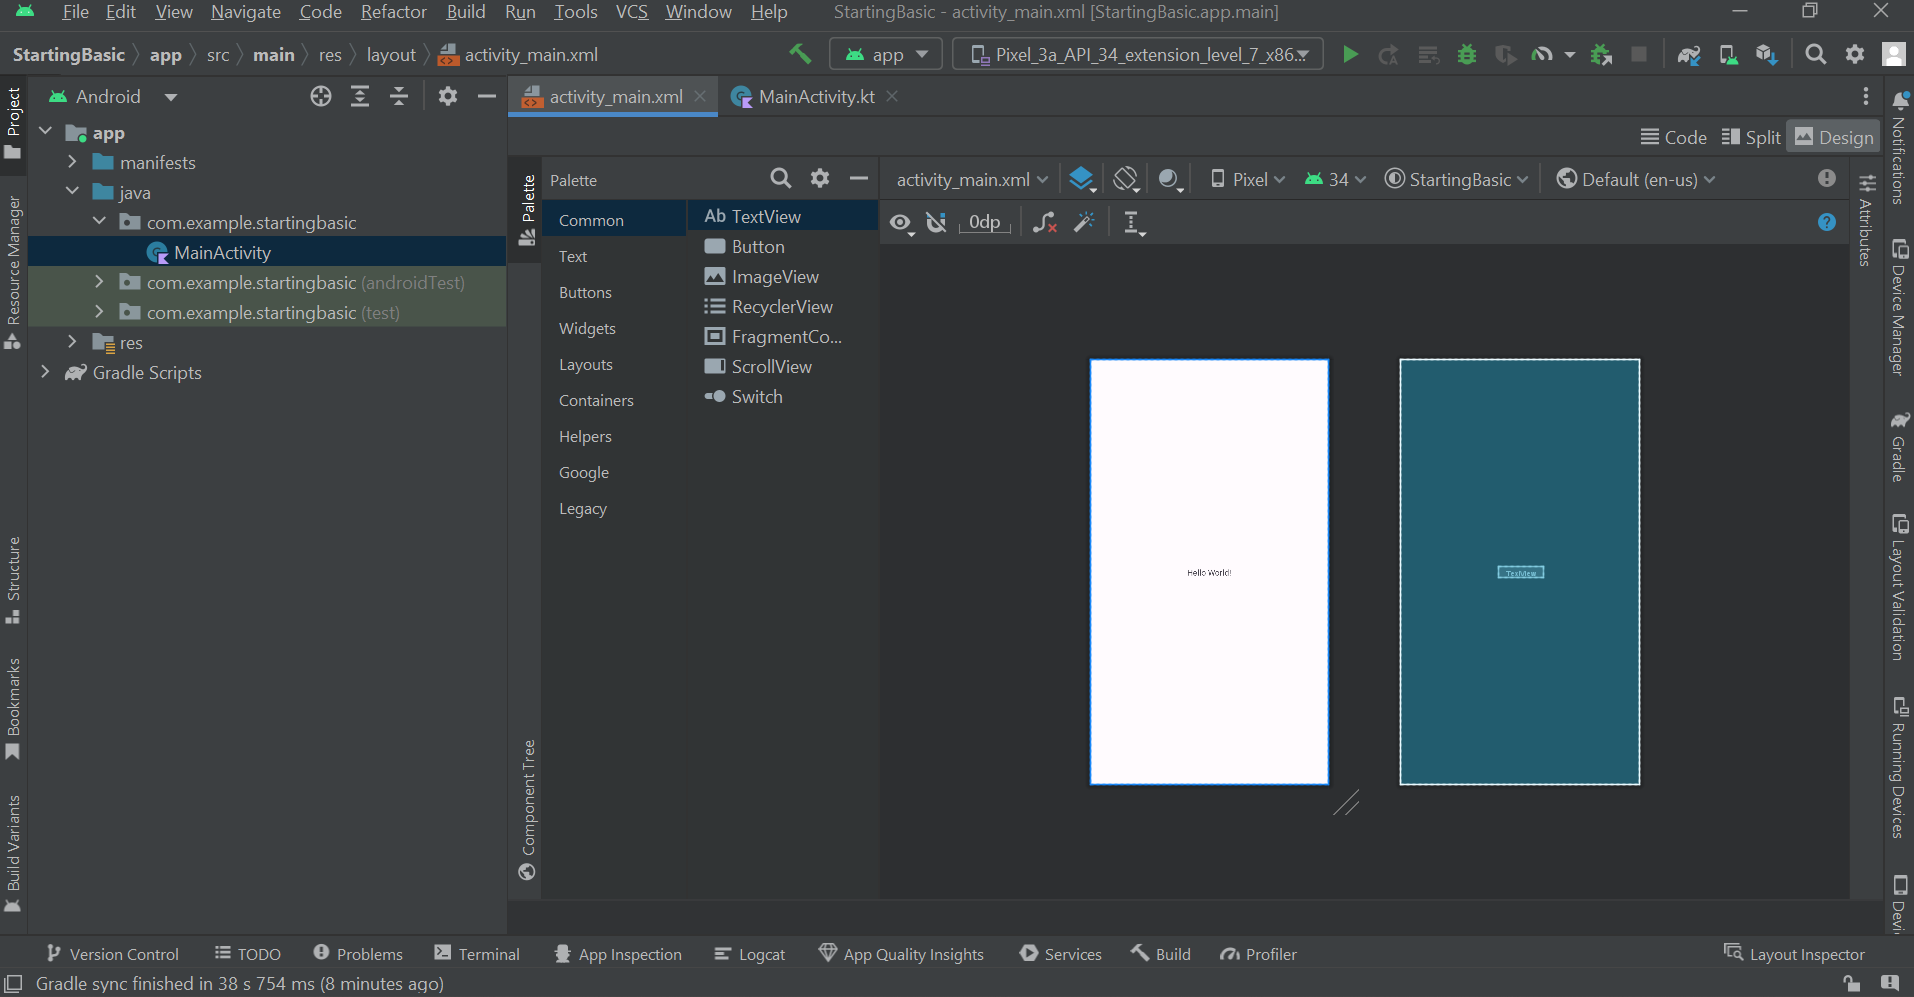 File Edit View Navigate Code Refactor Build Run Tools VCS Window Help StartingBasic - activity_main.xml [StartingBasic.app.main]
StartingBasic app src main res layout activity_main.xml app Pixel_3a_API_34_extension_level_7_x86...
Project
Resource Manager
Structure
Bookmarks
Build Variants
Android
app
manifests
java
com.example.startingbasic
MainActivity
com.example.startingbasic (androidTest)
com.example.startingbasic (test)
res
Gradle Scripts
activity_main.xml MainActivity.kt
Code Split Design
Palette
Component Tree
Palette
Common
Text
Buttons
Widgets
Layouts
Containers
Helpers
Google
Legacy
Ab TextView
Button
ImageView
RecyclerView
FragmentCo...
ScrollView
Switch
activity_main.xml Pixel 34 StartingBasic Default (en-us)
0dp
Hello World!
TextView
Attributes
Notifications
Device Manager
Gradle
Layout Validation
Running Devices
Devi
Version Control TODO Problems Terminal App Inspection Logcat App Quality Insights Services Build Profiler Layout Inspector
Gradle sync finished in 38 s 754 ms (8 minutes ago)